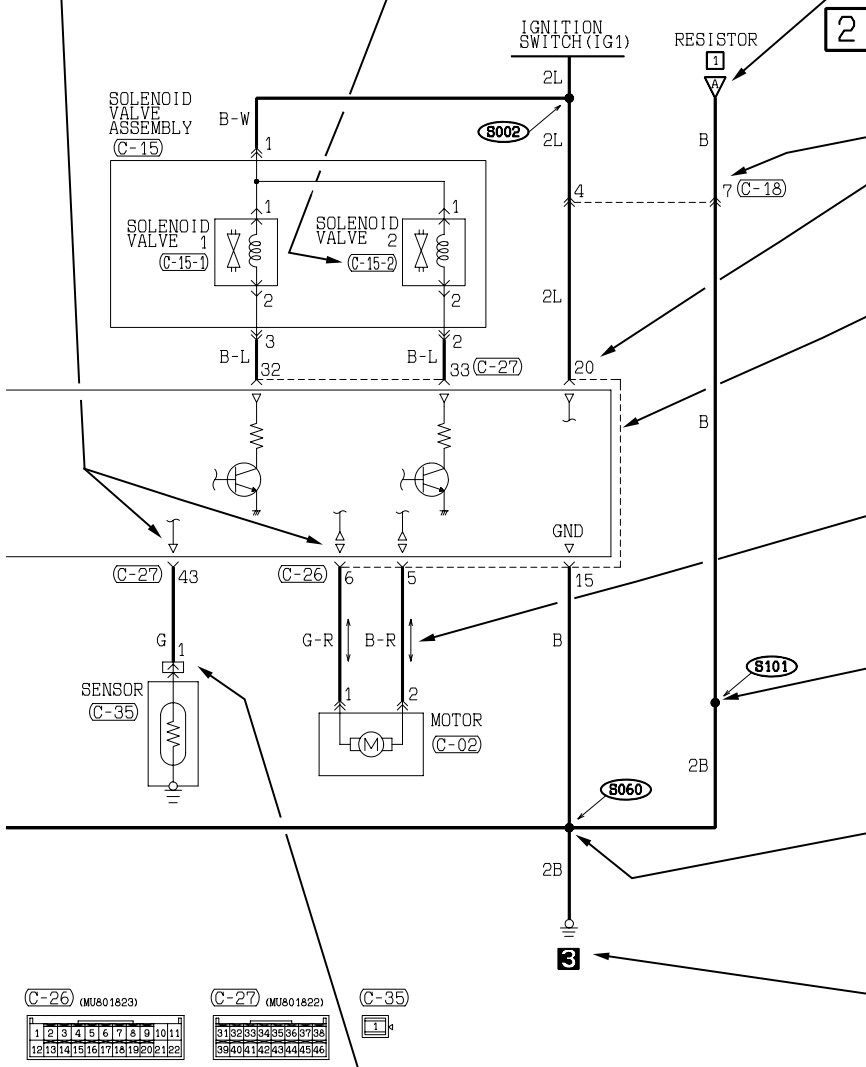 IGNITION
SWITCH(IG1)
2
RESISTOR
1
A
2L
SOLENOID
VALVE
ASSEMBLY
(C-15)
B-W
S002
1
2L
B
4
7 (C-18)
1
1
SOLENOID
VALVE 1
(C-15-1)
SOLENOID
VALVE 2
(C-15-2)
2
2
2L
3
2
B-L
B-L
32
33 (C-27)
20
B
GND
(C-27) 43
(C-26) 6
5
15
G
1
G-R
B-R
B
S101
SENSOR
(C-35)
1
2
MOTOR
(C-02)
M
2B
S060
2B
3
(C-26) (MU801823)
(C-27) (MU801822)
(C-35)
1 2 3 4 5 6 7 8 9 10 11
12 13 14 15 16 17 18 19 20 21 22
31 32 33 34 35 36 37 38
39 40 41 42 43 44 45 46
1